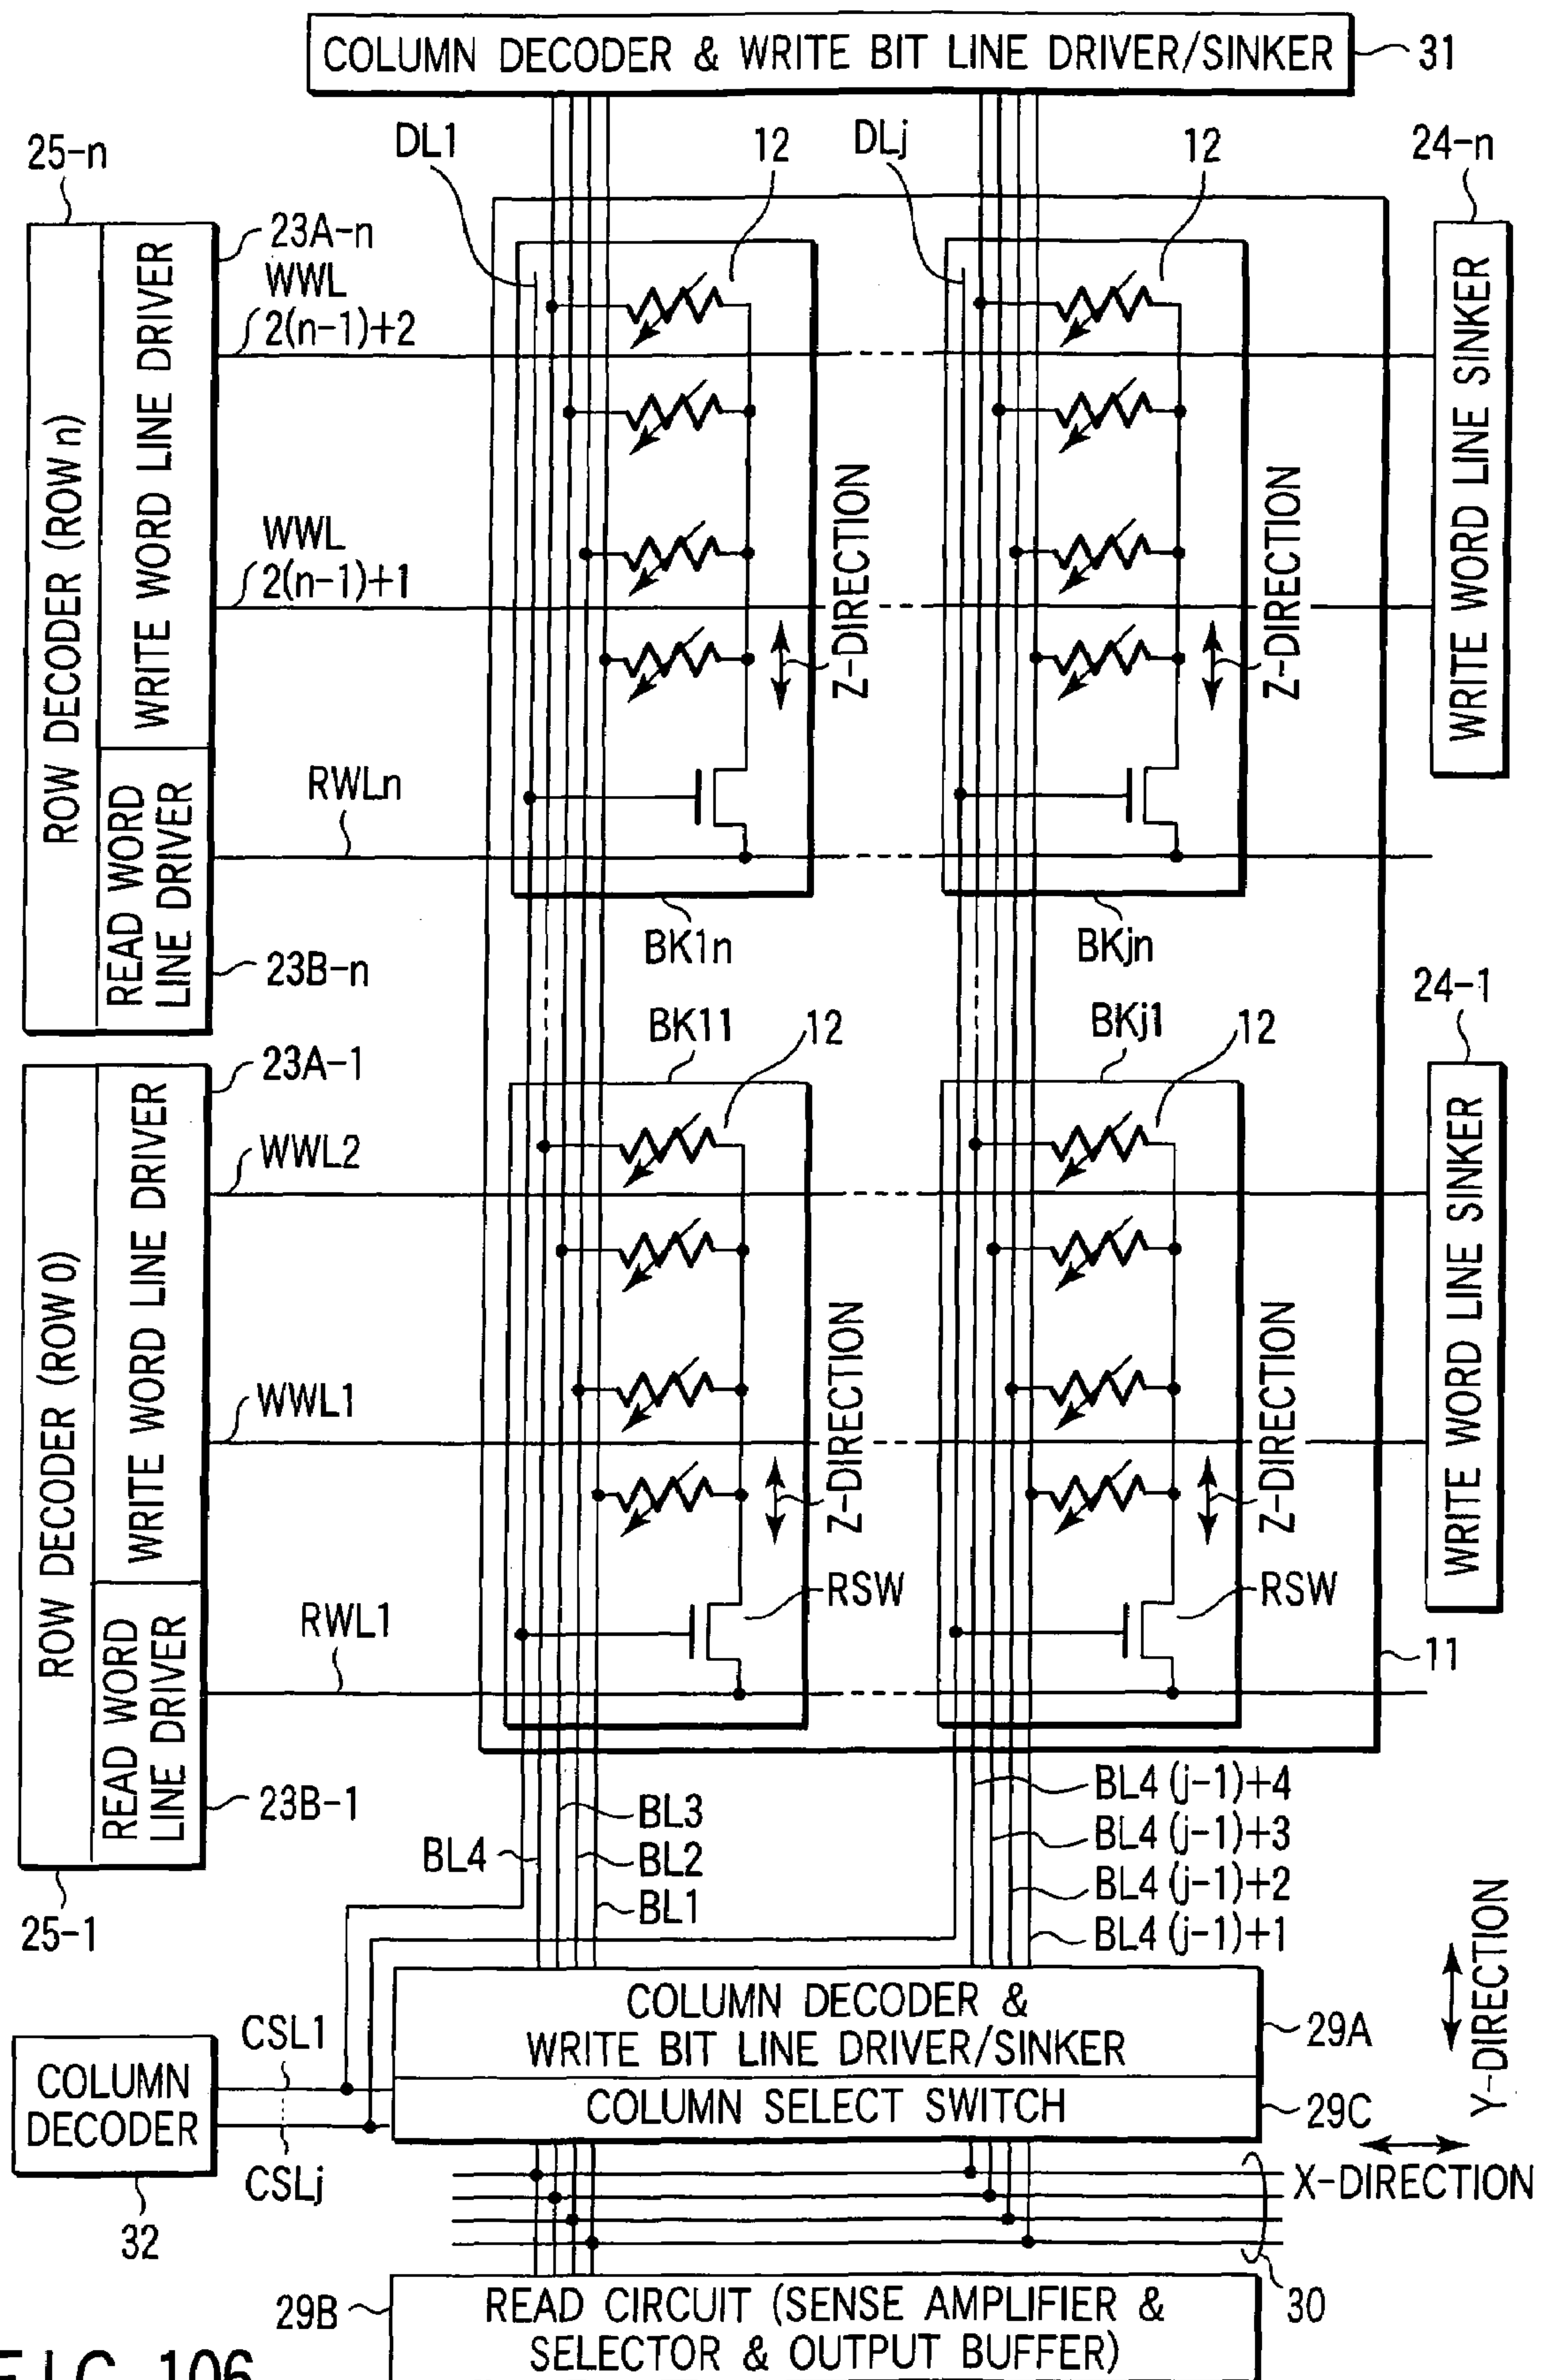 COLUMN DECODER & WRITE BIT LINE DRIVER/SINKER
31
25-n
DL1
12
DLj
12
24-n
23A-n
WWL
2(n-1)+2
WWL
2(n-1)+1
ROW DECODER (ROW n)
WRITE WORD LINE DRIVER
READ WORD
LINE DRIVER
RWLn
23B-n
Z-DIRECTION
Z-DIRECTION
WRITE WORD LINE SINKER
BK1n
BKjn
24-1
BK11
12
BKj1
12
23A-1
WWL2
WWL1
ROW DECODER (ROW 0)
WRITE WORD LINE DRIVER
READ WORD
LINE DRIVER
RWL1
23B-1
25-1
Z-DIRECTION
Z-DIRECTION
WRITE WORD LINE SINKER
RSW
RSW
11
BL4
BL3
BL2
BL1
BL4 (j-1)+4
BL4 (j-1)+3
BL4 (j-1)+2
BL4 (j-1)+1
Y-DIRECTION
X-DIRECTION
COLUMN DECODER &
WRITE BIT LINE DRIVER/SINKER
29A
COLUMN SELECT SWITCH
29C
CSL1
CSLj
COLUMN
DECODER
32
30
29B
READ CIRCUIT (SENSE AMPLIFIER &
SELECTOR & OUTPUT BUFFER)
FIG. 106